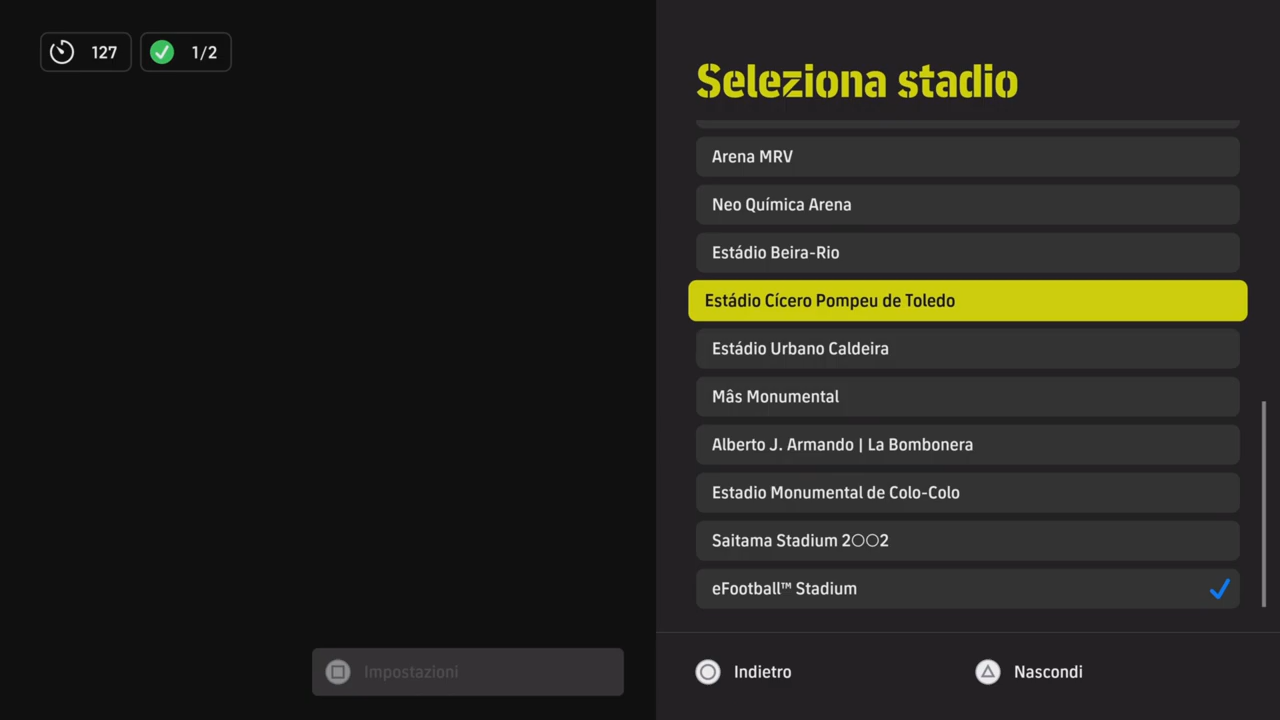 127
1/2
Seleziona stadio
Arena MRV
Neo Química Arena
Estádio Beira-Rio
Estádio Cícero Pompeu de Toledo
Estádio Urbano Caldeira
Mâs Monumental
Alberto J. Armando | La Bombonera
Estadio Monumental de Colo-Colo
Saitama Stadium 2○○2
eFootball™ Stadium
Impostazioni
Indietro
Nascondi